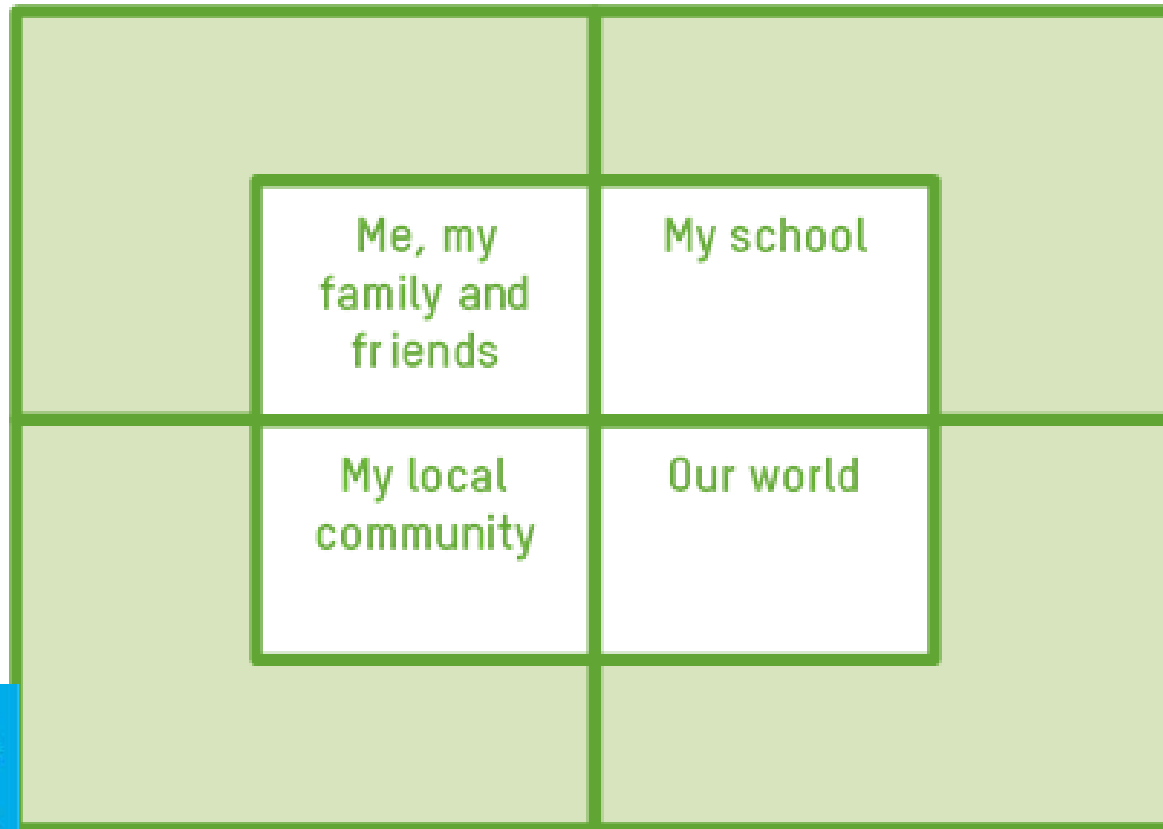 Me, my
family and
friends
My school
My local
community
Our world